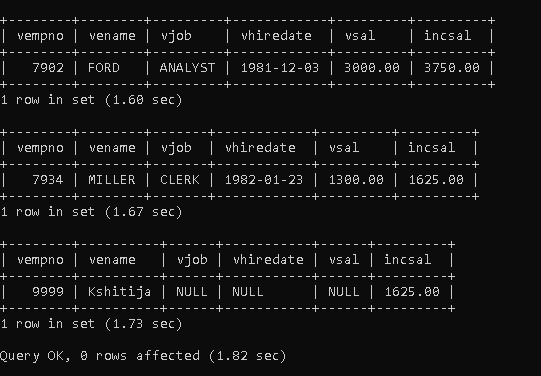 +---------+--------+---------+------------+---------+---------+
| vempno | vename | vjob | vhiredate | vsal | incsal |
+---------+--------+---------+------------+---------+---------+
| 7902 | FORD | ANALYST | 1981-12-03 | 3000.00 | 3750.00 |
+---------+--------+---------+------------+---------+---------+
1 row in set (1.60 sec)
+--------+--------+-------+------------+---------+---------+
| vempno | vename | vjob | vhiredate | vsal | incsal |
+--------+--------+-------+------------+---------+---------+
| 7934 | MILLER | CLERK | 1982-01-23 | 1300.00 | 1625.00 |
+--------+--------+-------+------------+---------+---------+
1 row in set (1.67 sec)
+--------+----------+------+-----------+------+---------+
| vempno | vename | vjob | vhiredate | vsal | incsal |
+--------+----------+------+-----------+------+---------+
| 9999 | Kshitija | NULL | NULL | NULL | 1625.00 |
+--------+----------+------+-----------+------+---------+
1 row in set (1.73 sec)
Query OK, 0 rows affected (1.82 sec)